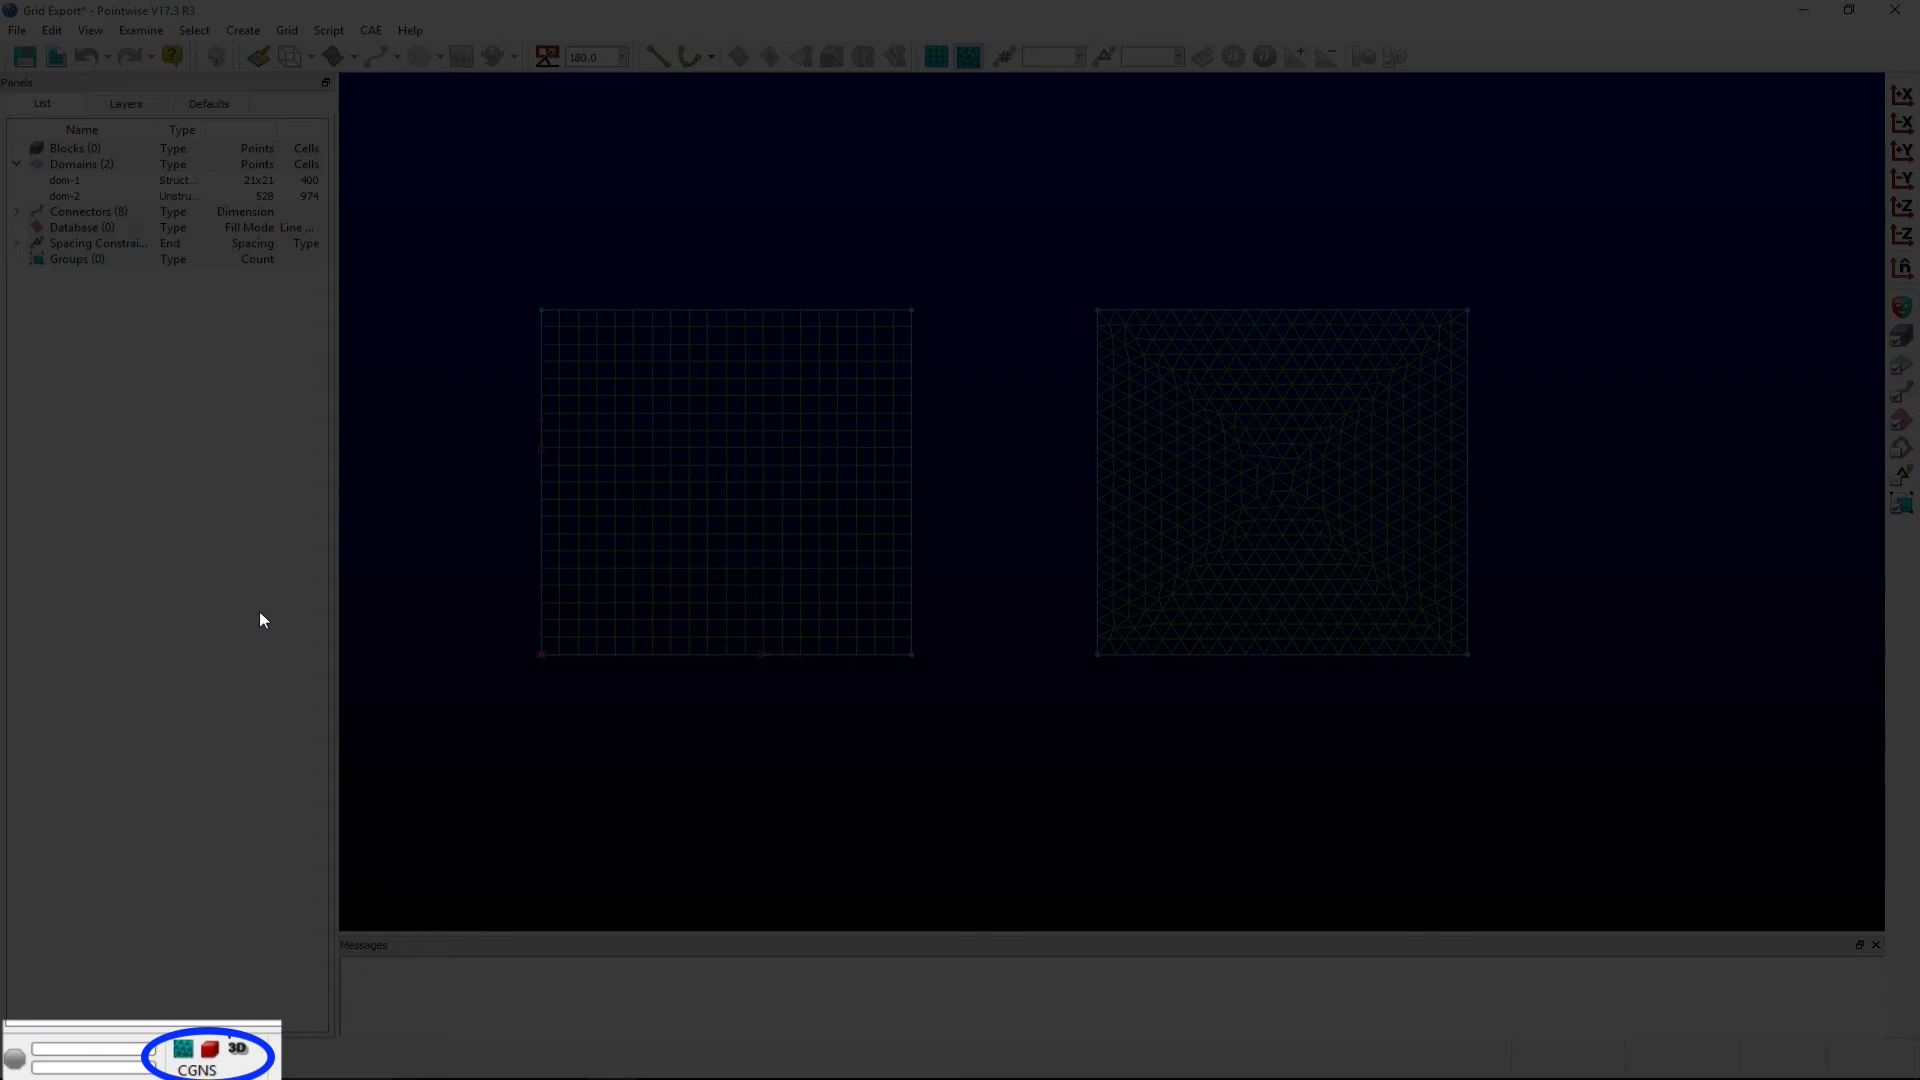 Grid Export* - Pointwise V17.3 R3
File Edit View Examine Select Create Grid Script CAE Help
180.0
Panels
List Layers Defaults
Name Type
Blocks (0) Type Points Cells
Domains (2) Type Points Cells
dom-1 Struct... 21x21 400
dom-2 Unstru... 528 974
Connectors (8) Type Dimension
Database (0) Type Fill Mode Line ...
Spacing Constrai... End Spacing Type
Groups (0) Type Count
+X
-X
+Y
-Y
+Z
-Z
n̂
Messages
3D
CGNS